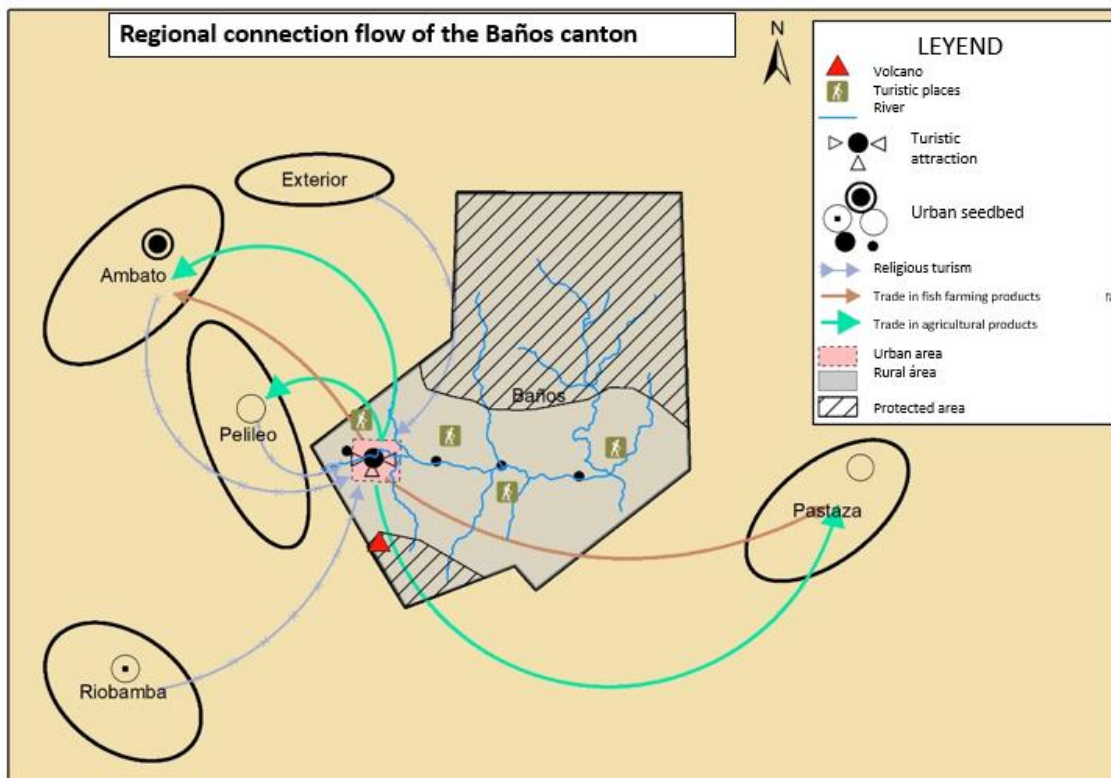 Regional connection flow of the Baños canton
N
LEYEND
Volcano
Turistic places
River
Turistic
attraction
Urban seedbed
Religious turism
Trade in fish farming products
Trade in agricultural products
Urban area
Rural área
Protected area
Exterior
Ambato
Baños
Pelileo
Pastaza
Riobamba